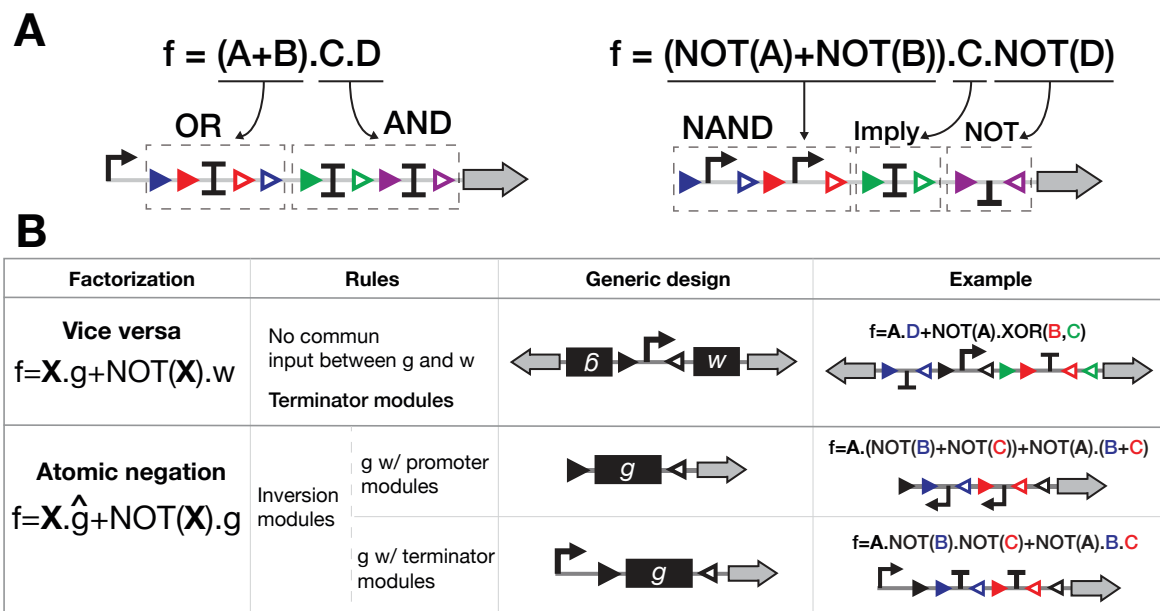 A
f = (A+B).C.D
f = (NOT(A)+NOT(B)).C.NOT(D)
OR
AND
NAND
Imply
NOT
B
Factorization
Rules
Generic design
Example
Vice versa
f=X.g+NOT(X).w
No commun
input between g and w
Terminator modules
g
w
f=A.D+NOT(A).XOR(B,C)
Atomic negation
f=X.ĝ+NOT(X).g
Inversion
modules
g w/ promoter
modules
g
f=A.(NOT(B)+NOT(C))+NOT(A).(B+C)
g w/ terminator
modules
g
f=A.NOT(B).NOT(C)+NOT(A).B.C